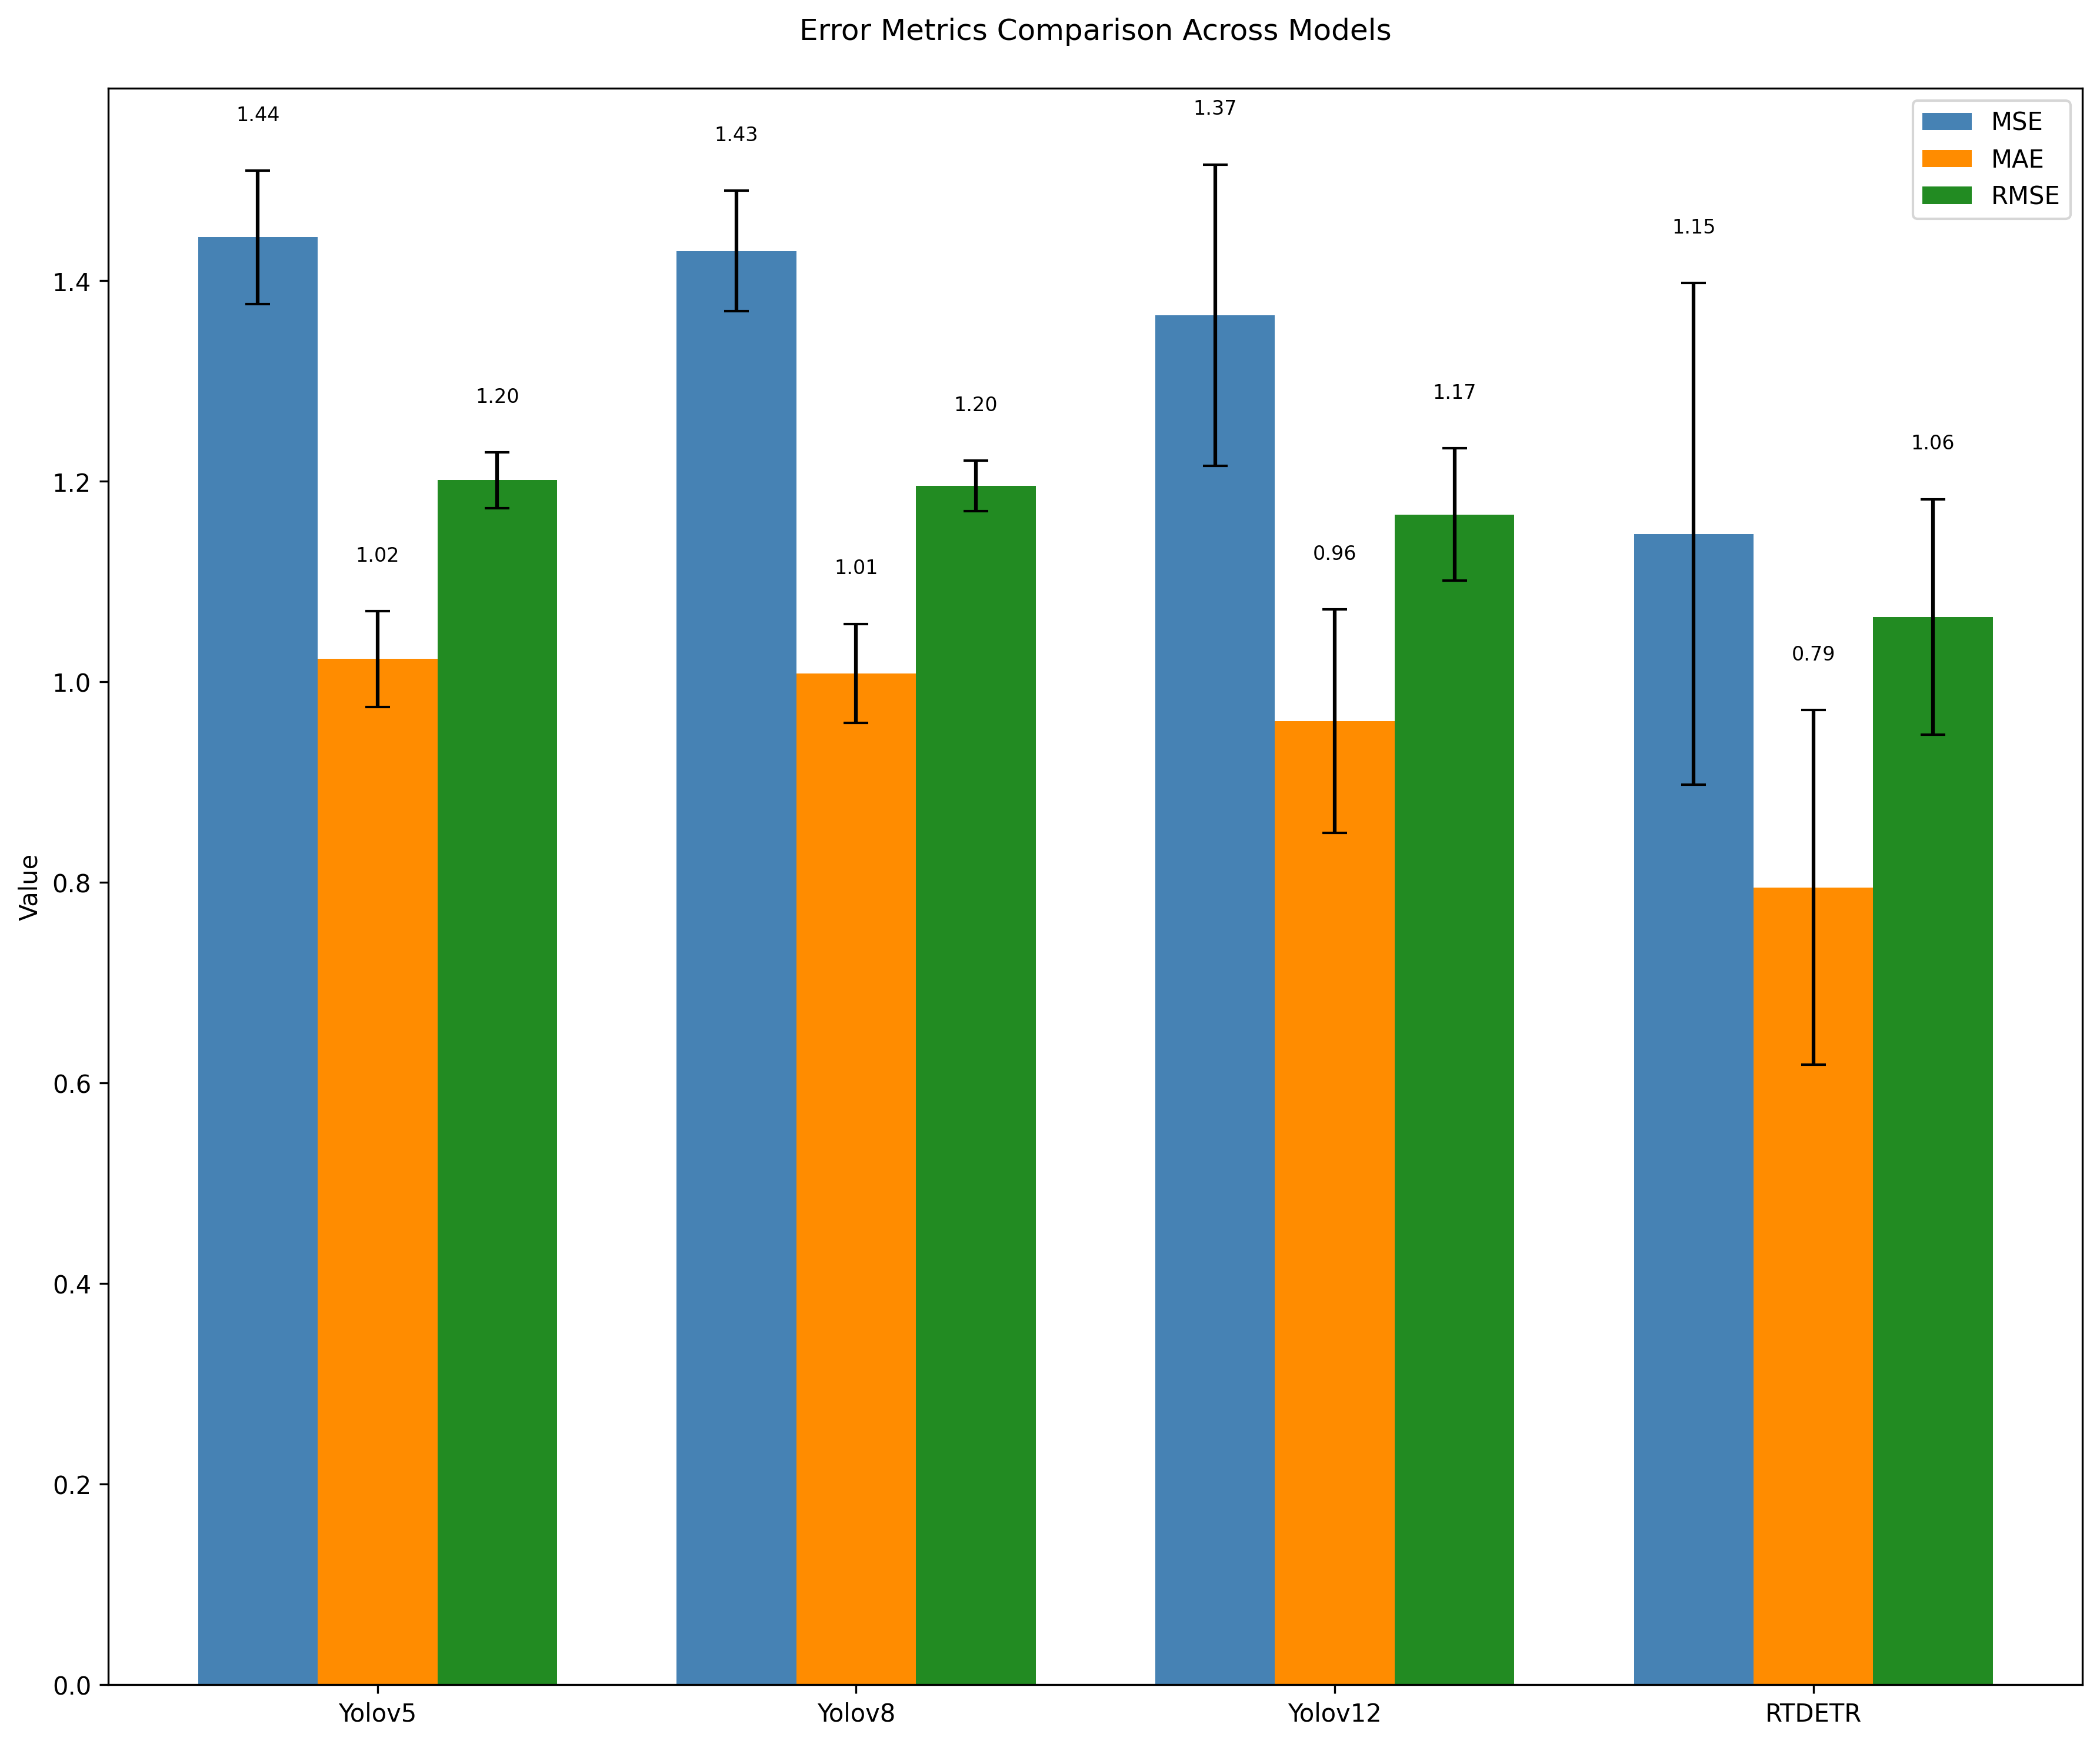 Error Metrics Comparison Across Models
MSE
MAE
RMSE
1.44
1.02
1.20
1.43
1.01
1.20
1.37
0.96
1.17
1.15
0.79
1.06
Value
1.4
1.2
1.0
0.8
0.6
0.4
0.2
0.0
Yolov5
Yolov8
Yolov12
RTDETR